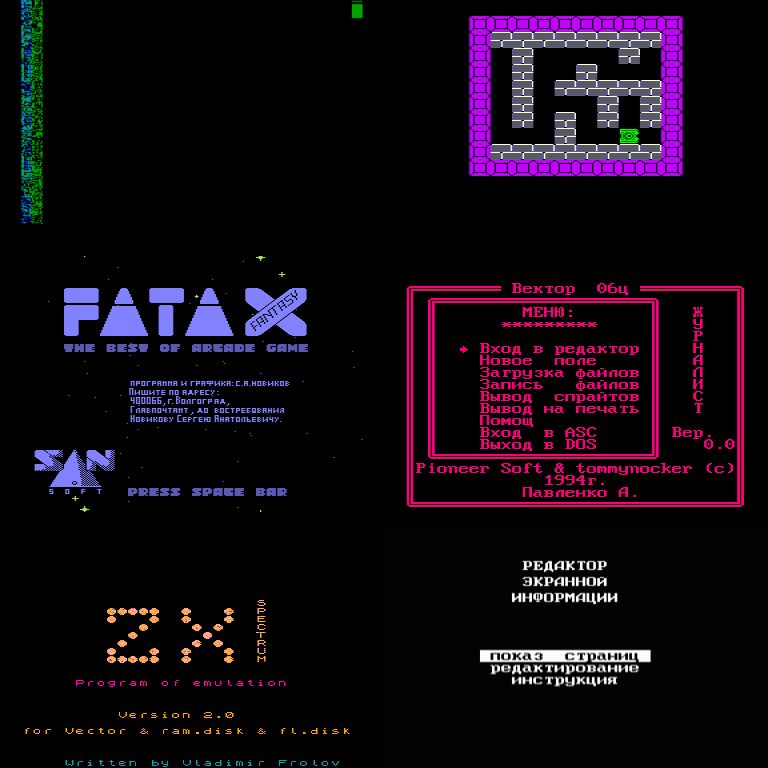 FATAX
FANTASY
THE BEST OF ARCADE GAME
ПРОГРАММА И ГРАФИКА: С.А.НОВИКОВ
ПИШИТЕ ПО АДРЕСУ:
400066, г.ВОЛГОГРАД,
ГЛАВПОЧТАМТ, ДО ВОСТРЕБОВАНИЯ
НОВИКОВУ СЕРГЕЮ АНАТОЛЬЕВИЧУ.
SAN
SOFT
PRESS SPACE BAR
Вектор 06ц
МЕНЮ:
**********
Вход в редактор
Новое поле
Загрузка файлов
Запись файлов
Вывод спрайтов
Вывод на печать
Помощ
Вход в ASC
Выход в DOS
ЖУРНАЛИСТ
Вер.
0.0
Pioneer Soft & tommynocker (c)
1994г.
Павленко А.
ZX
SPECTRUM
Program of emulation
Version 2.0
for Vector & ram.disk & fl.disk
Written by Vladimir Frolov
РЕДАКТОР
ЭКРАННОЙ
ИНФОРМАЦИИ
показ страниц
редактирование
инструкция